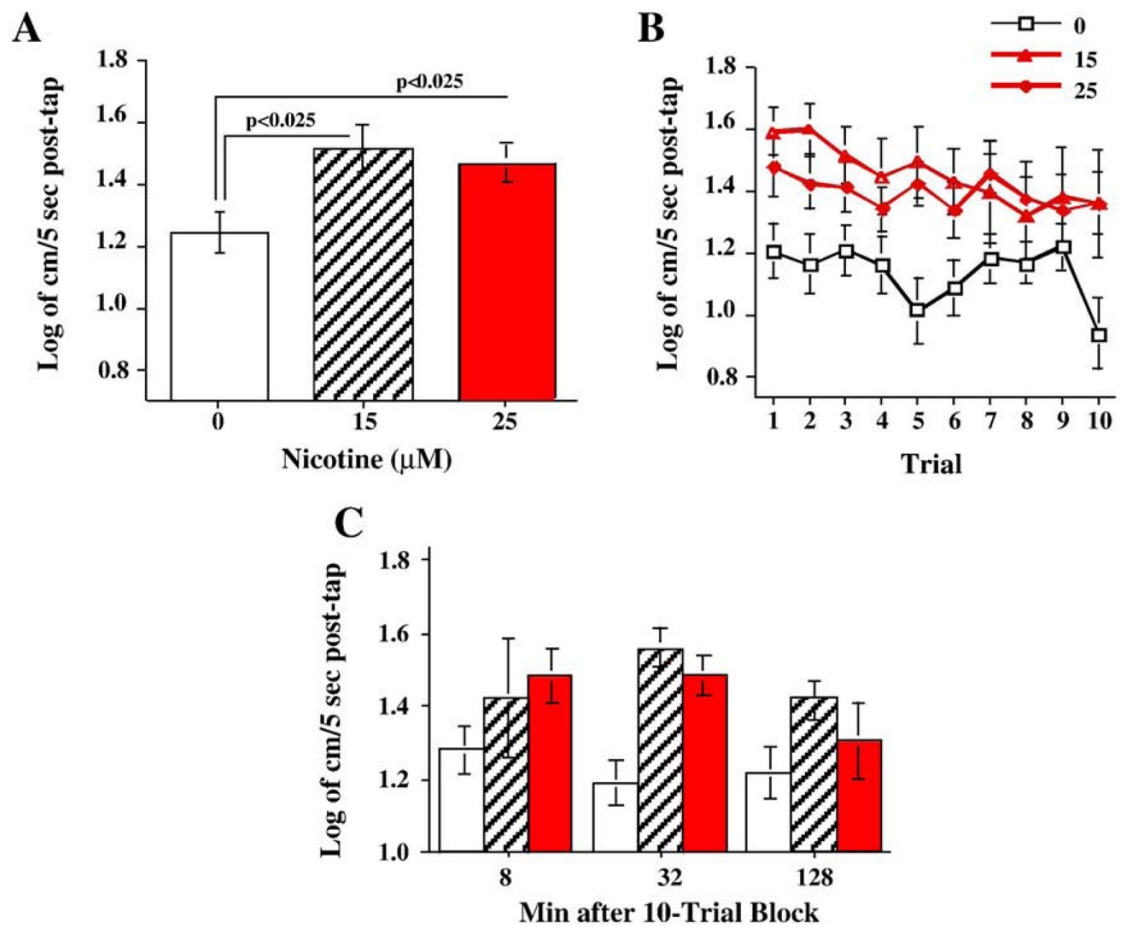 A
Log of cm/5 sec post-tap
1.8
1.6
1.4
1.2
1.0
0.8
p<0.025
p<0.025
0 15 25
Nicotine (μM)
B
0
15
25
Log of cm/5 sec post-tap
1.8
1.6
1.4
1.2
1.0
0.8
1 2 3 4 5 6 7 8 9 10
Trial
C
Log of cm/5 sec post-tap
1.8
1.6
1.4
1.2
1.0
8 32 128
Min after 10-Trial Block